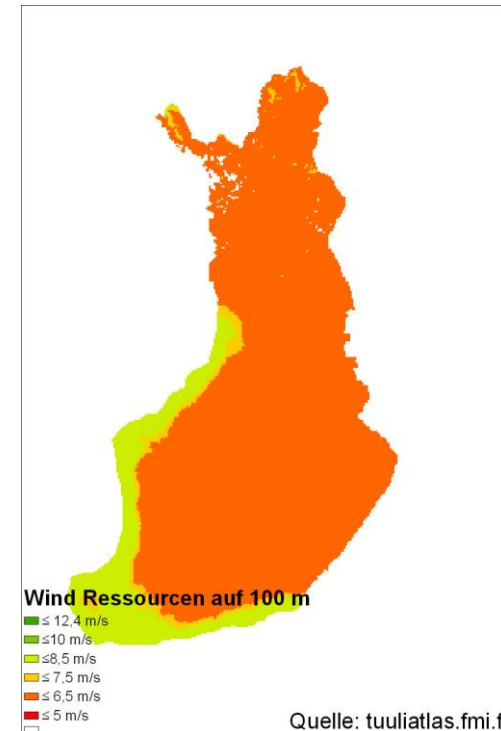 Wind Ressourcen auf 100 m
≤ 12,4 m/s
≤10 m/s
≤8,5 m/s
≤ 7,5 m/s
≤ 6,5 m/s
≤ 5 m/s
Quelle: tuuliatlas.fmi.f